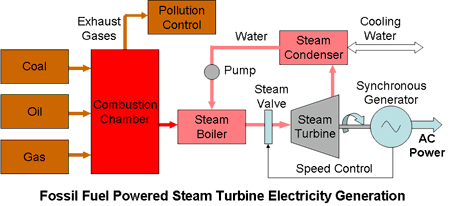 Exhaust
Gases
Pollution
Control
Coal
Oil
Gas
Combustion
Chamber
Water
Pump
Steam
Boiler
Steam
Condenser
Cooling
Water
Steam
Valve
Steam
Turbine
Synchronous
Generator
AC
Power
Speed Control
Fossil Fuel Powered Steam Turbine Electricity Generation